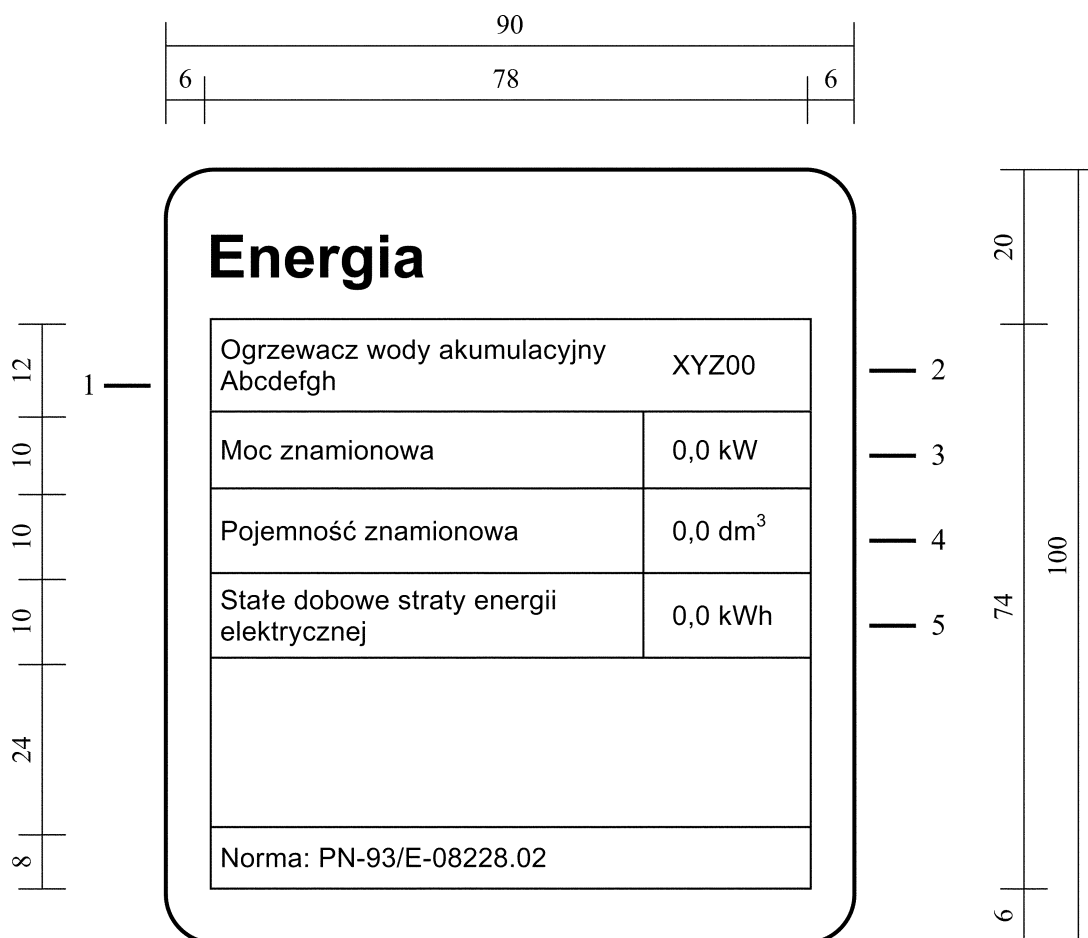 90
6 78 6
Energia
Ogrzewacz wody akumulacyjny
Abcdefgh
XYZ00
Moc znamionowa
0,0 kW
Pojemność znamionowa
0,0 dm³
Stałe dobowe straty energii
elektrycznej
0,0 kWh
Norma: PN-93/E-08228.02
12
10
10
10
24
8
1
2
3
4
5
20
74
6
100